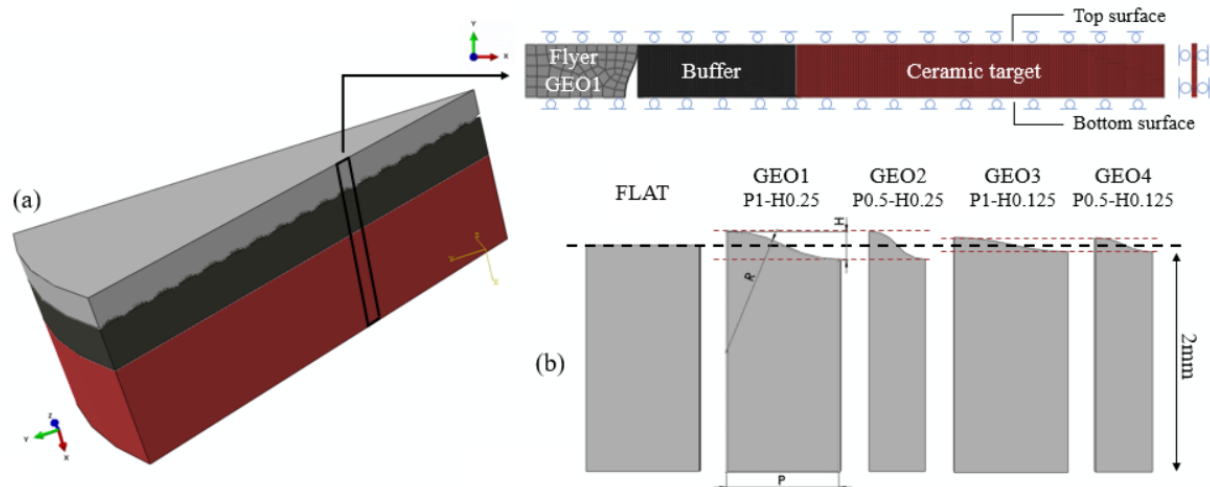 Top surface
Flyer
GEO1
Buffer
Ceramic target
Bottom surface
Y
X
(a)
Z
Y
X
FLAT
GEO1
P1-H0.25
GEO2
P0.5-H0.25
GEO3
P1-H0.125
GEO4
P0.5-H0.125
H
R
(b)
2mm
P